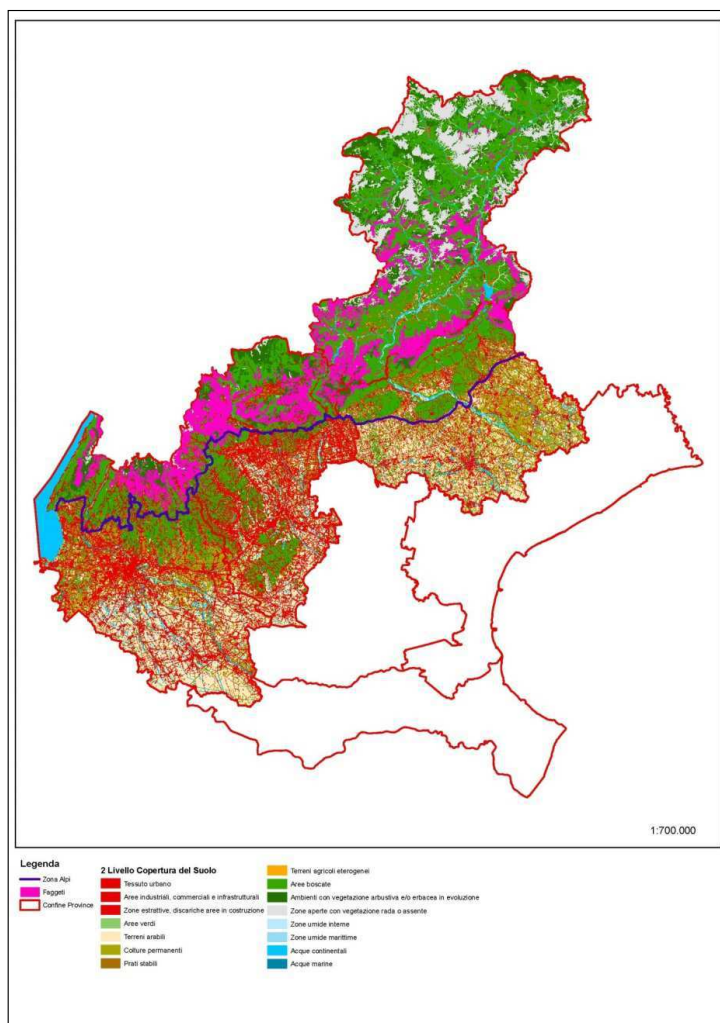 1:700.000
Legenda
Zona Alpi
Faggeti
Confine Province
2 Livello Copertura del Suolo
Tessuto urbano
Aree industriali, commerciali e infrastrutturali
Zone estrattive, discariche aree in costruzione
Aree verdi
Terreni arabili
Colture permanenti
Prati stabili
Terreni agricoli eterogenei
Aree boscate
Ambienti con vegetazione arbustiva e/o erbacea in evoluzione
Zone aperte con vegetazione rada o assente
Zone umide interne
Zone umide marittime
Acque continentali
Acque marine